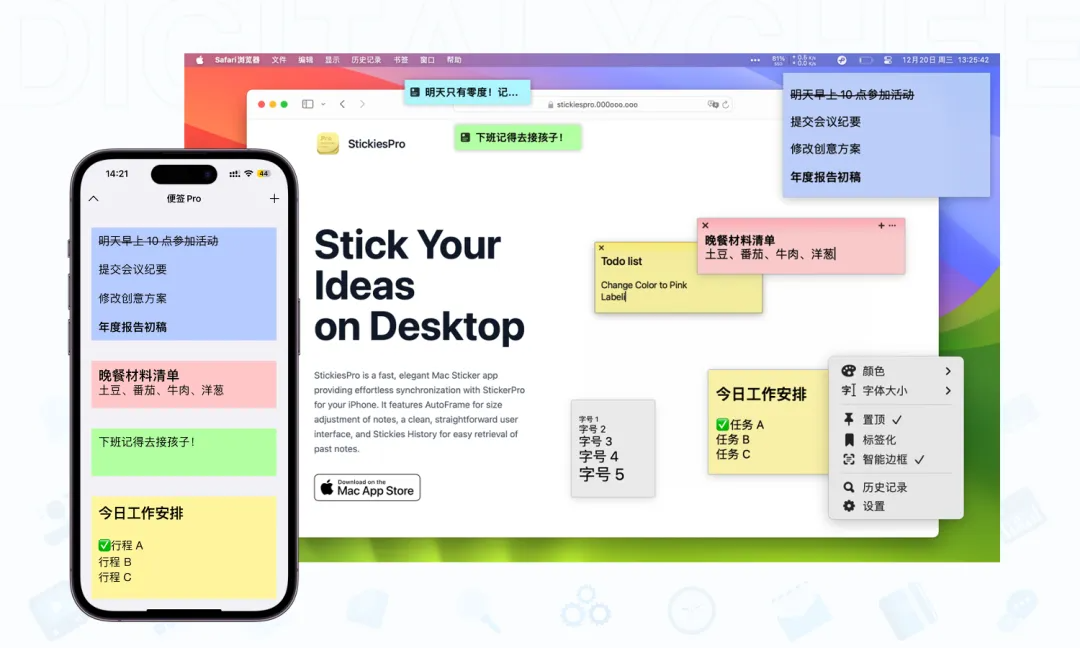 DIGITALYCHEE
Safari浏览器 文件 编辑 显示 历史记录 书签 窗口 帮助
81%
12月20日 周三 13:25:42
明天只有零度！记...
stickiespro.000ooo.ooo
下班记得去接孩子！
StickiesPro
明天早上 10 点参加活动
提交会议纪要
修改创意方案
年度报告初稿
14:21
44
便签 Pro
明天早上 10 点参加活动
提交会议纪要
修改创意方案
年度报告初稿
晚餐材料清单
土豆、番茄、牛肉、洋葱
下班记得去接孩子！
今日工作安排
✅行程 A
行程 B
行程 C
Stick Your
Ideas
on Desktop
StickiesPro is a fast, elegant Mac Sticker app
providing effortless synchronization with StickerPro
for your iPhone. It features AutoFrame for size
adjustment of notes, a clean, straightforward user
interface, and Stickies History for easy retrieval of
past notes.
Download on the
Mac App Store
Todo list
Change Color to Pink
Labeli
晚餐材料清单
土豆、番茄、牛肉、洋葱
字号 1
字号 2
字号 3
字号 4
字号 5
今日工作安排
✅任务 A
任务 B
任务 C
颜色
字体大小
置顶
标签化
智能边框
历史记录
设置